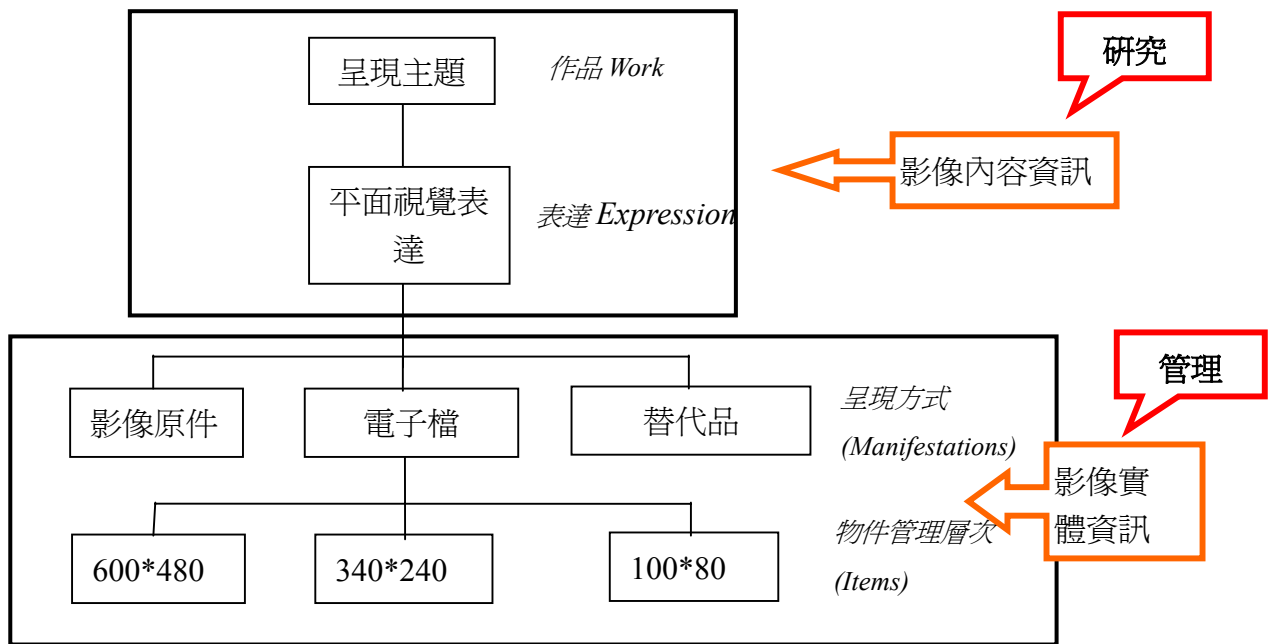 呈現主題
作品 Work
研究
影像內容資訊
平面視覺表
達
表達 Expression
管理
影像原件
電子檔
替代品
呈現方式
(Manifestations)
影像實
體資訊
600*480
340*240
100*80
物件管理層次
(Items)